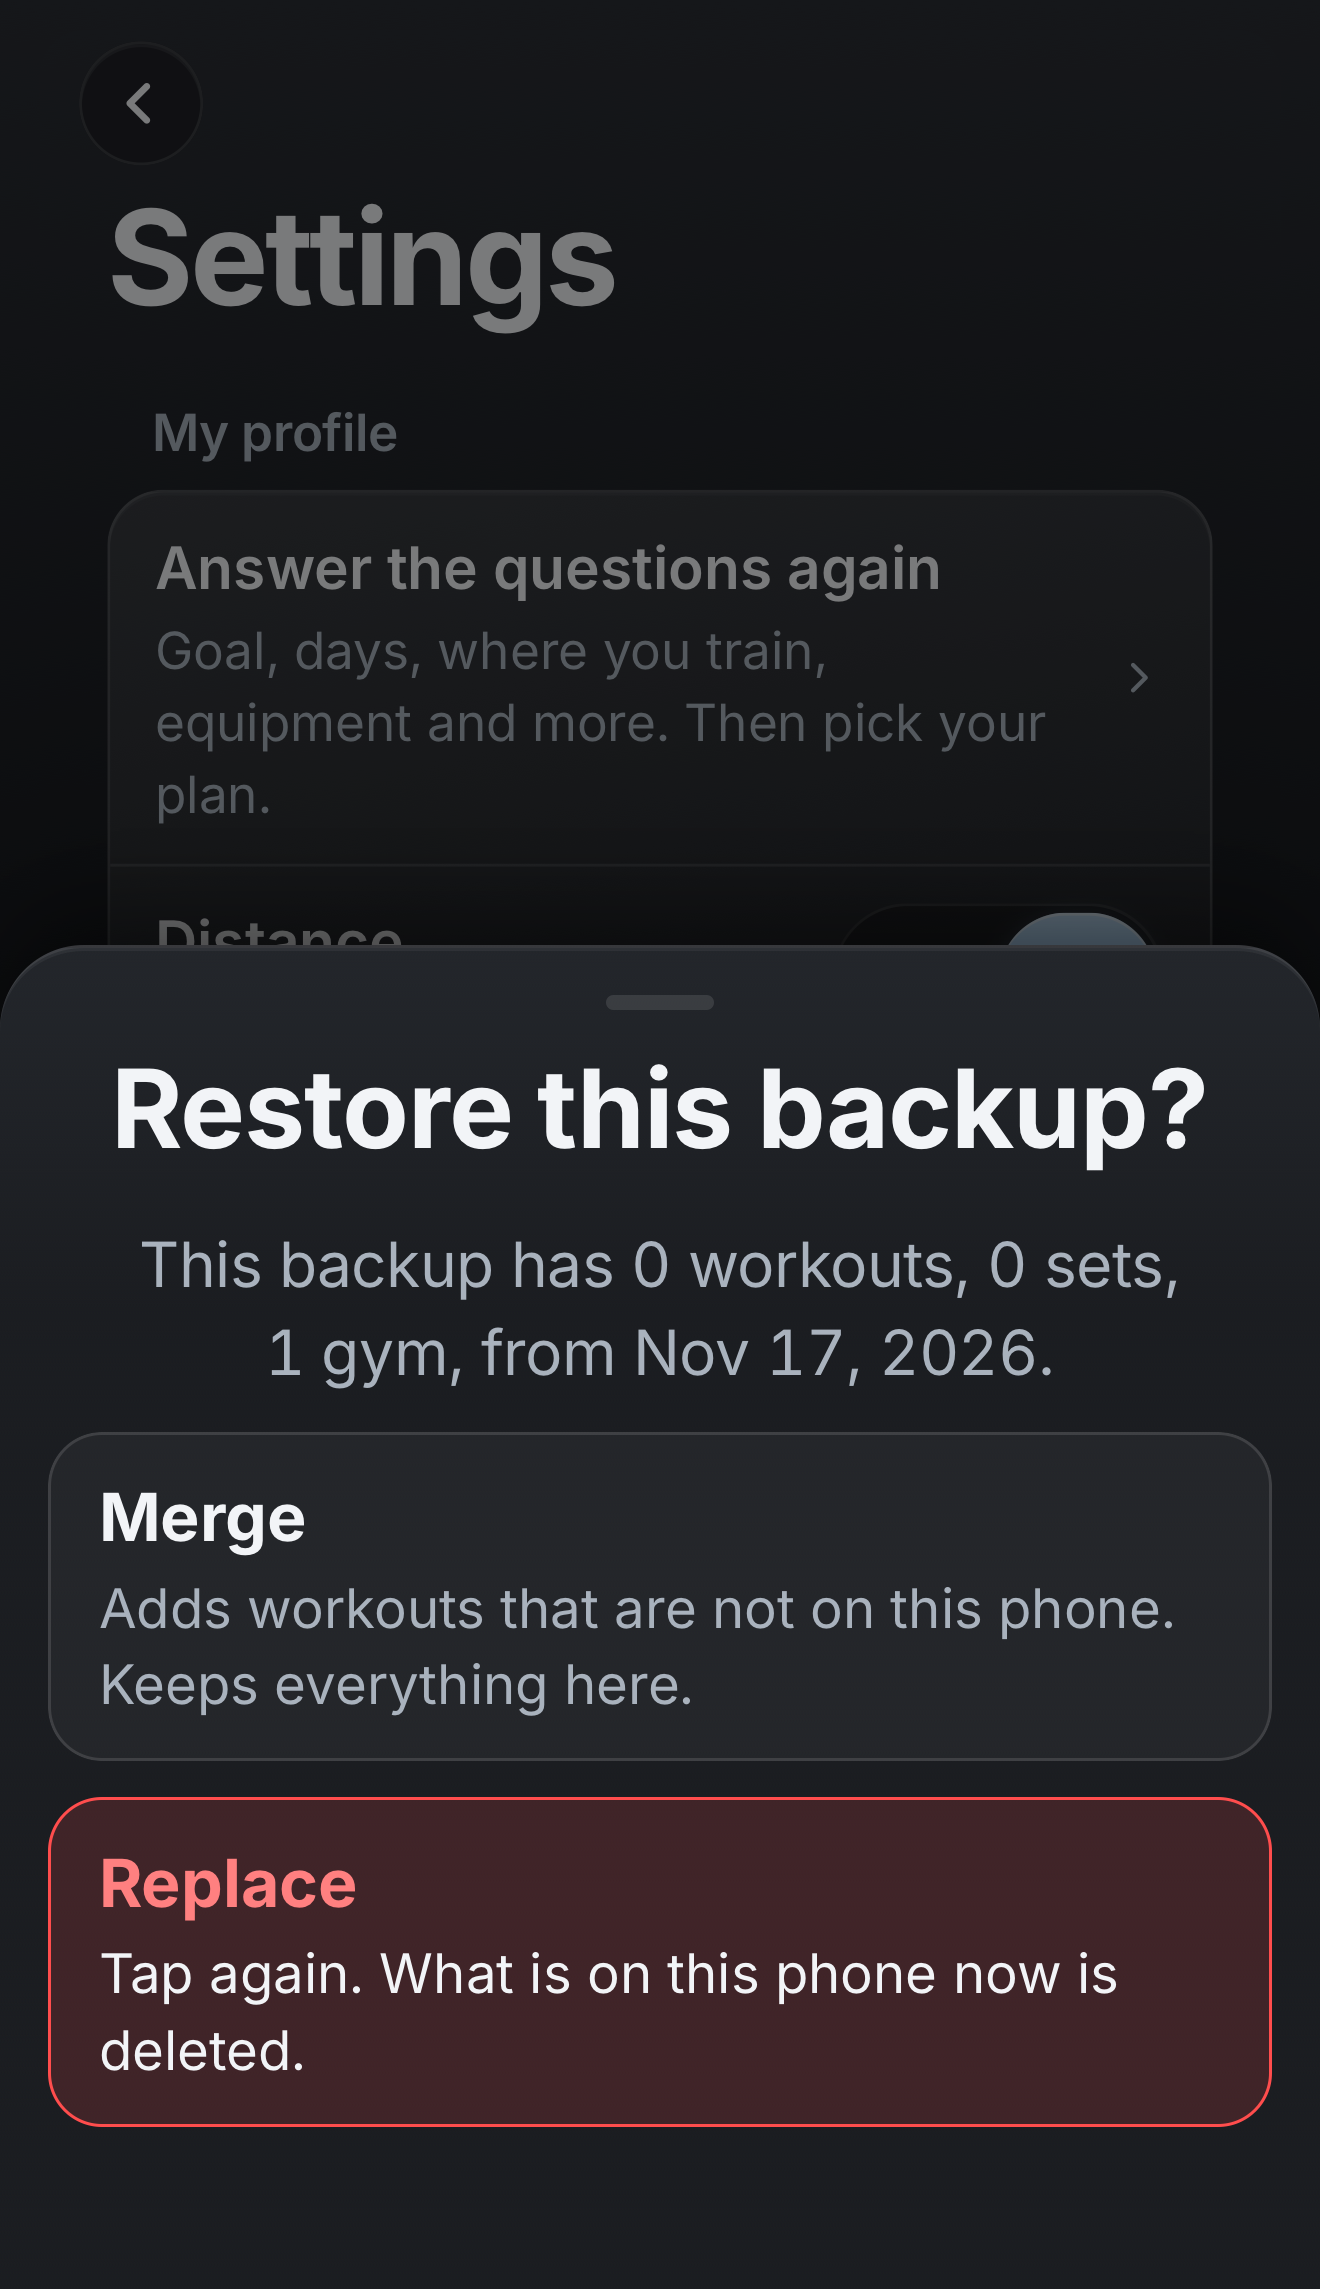 Settings
My profile
Answer the questions again
Goal, days, where you train,
equipment and more. Then pick your
plan.
Distance
Restore this backup?
This backup has 0 workouts, 0 sets,
1 gym, from Nov 17, 2026.
Merge
Adds workouts that are not on this phone.
Keeps everything here.
Replace
Tap again. What is on this phone now is
deleted.